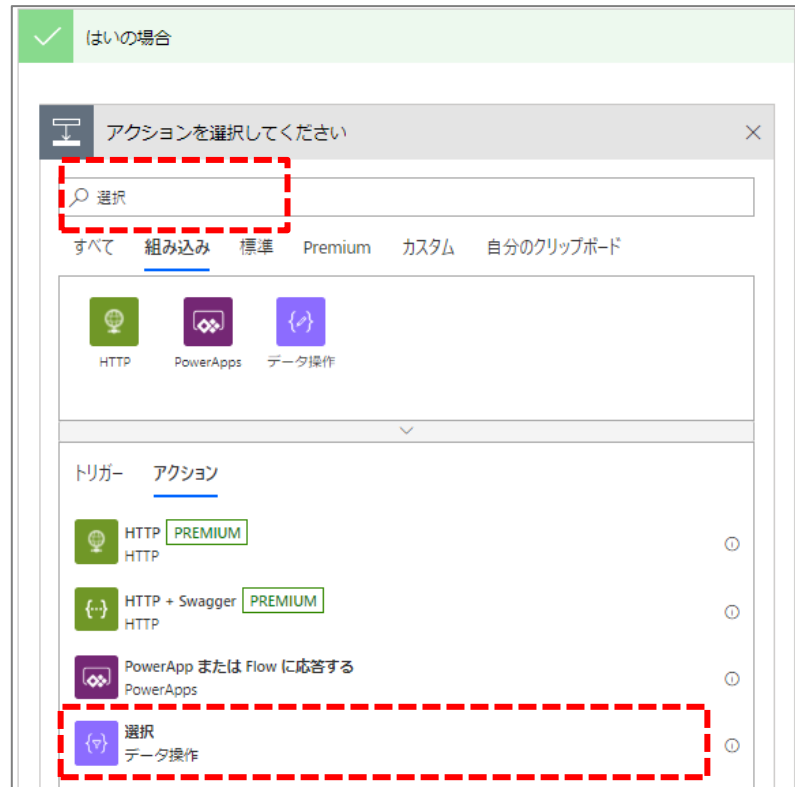 はいの場合
アクションを選択してください
選択
すべて 組み込み 標準 Premium カスタム 自分のクリップボード
HTTP PowerApps データ操作
トリガー アクション
HTTP PREMIUM
HTTP
HTTP + Swagger PREMIUM
HTTP
PowerApp または Flow に応答する
PowerApps
選択
データ操作